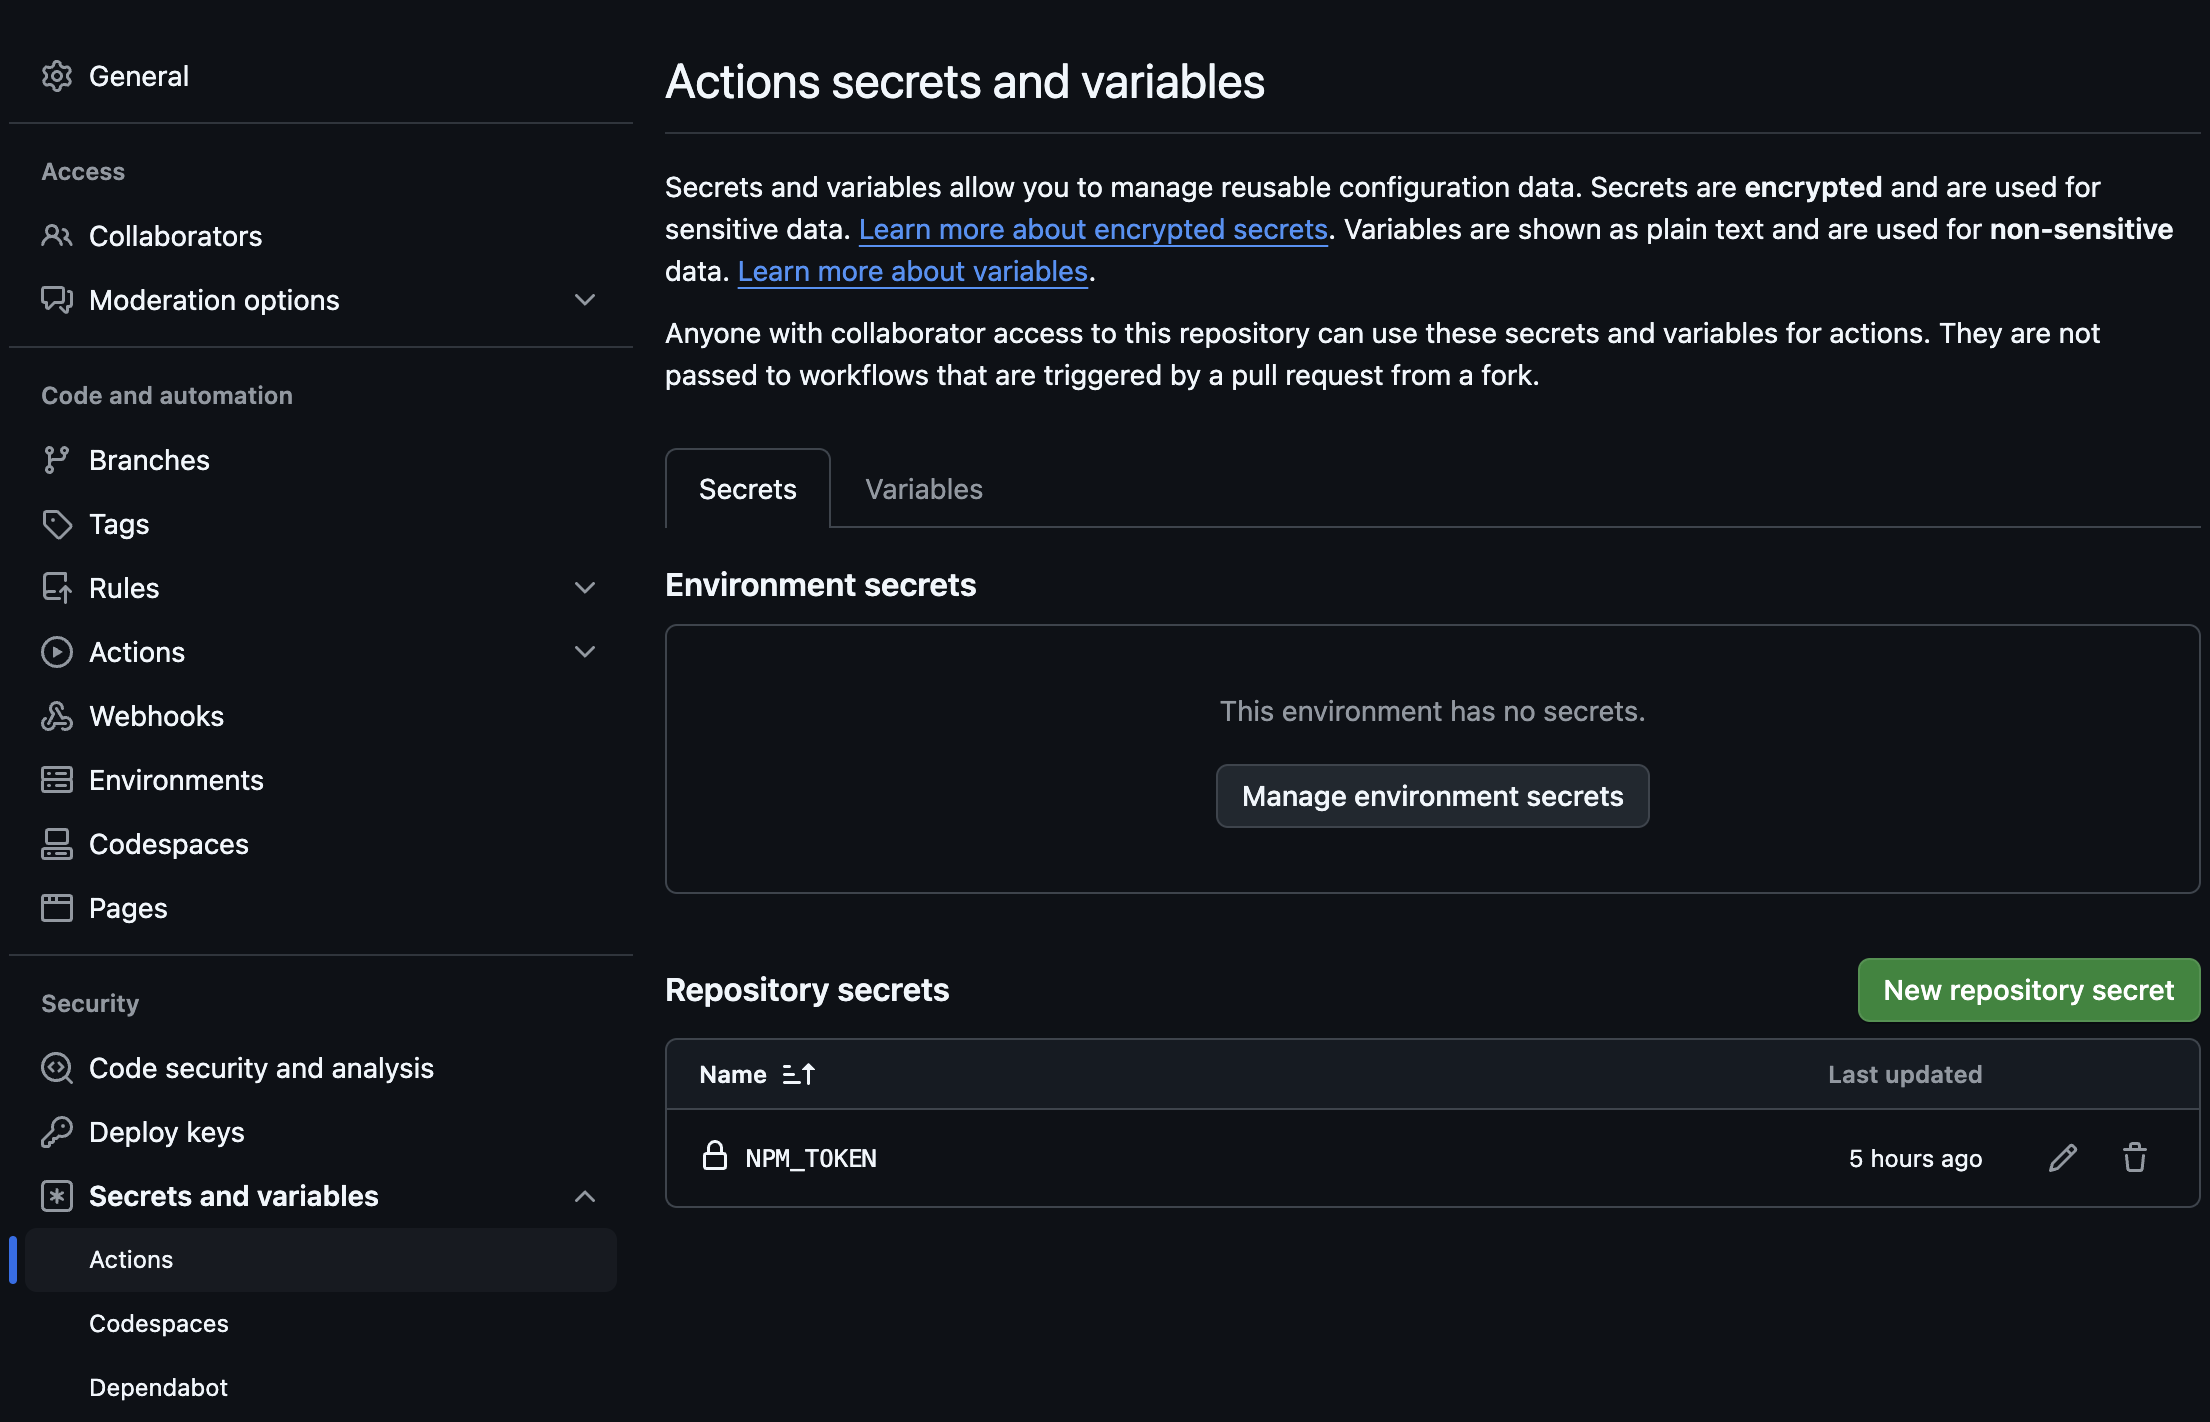 General
Access
Collaborators
Moderation options
Code and automation
Branches
Tags
Rules
Actions
Webhooks
Environments
Codespaces
Pages
Security
Code security and analysis
Deploy keys
Secrets and variables
Actions
Codespaces
Dependabot
Actions secrets and variables
Secrets and variables allow you to manage reusable configuration data. Secrets are encrypted and are used for
sensitive data. Learn more about encrypted secrets. Variables are shown as plain text and are used for non-sensitive
data. Learn more about variables.
Anyone with collaborator access to this repository can use these secrets and variables for actions. They are not
passed to workflows that are triggered by a pull request from a fork.
Secrets Variables
Environment secrets
This environment has no secrets.
Manage environment secrets
Repository secrets New repository secret
Name Last updated
NPM_TOKEN 5 hours ago